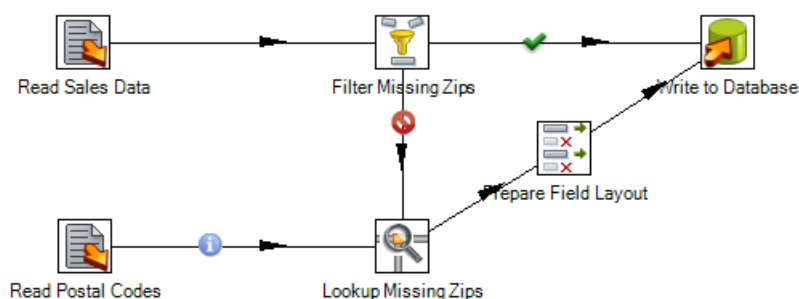 Read Sales Data
Filter Missing Zips
Write to Database
Prepare Field Layout
Read Postal Codes
Lookup Missing Zips